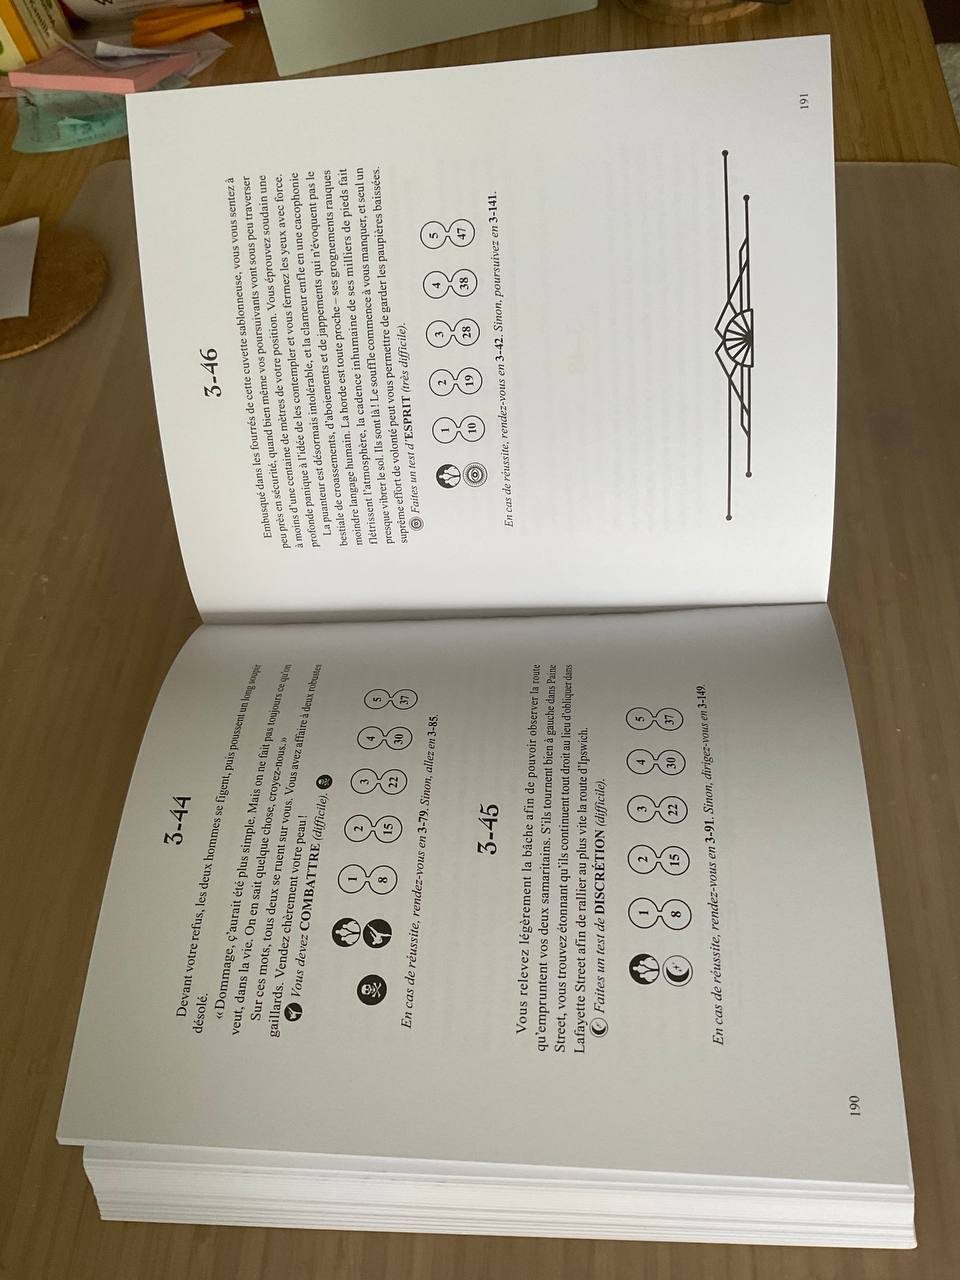 3-44
Devant votre refus, les deux hommes se figent, puis poussent un long soupir
désolé.
« Dommage, ç’aurait été plus simple. Mais on ne fait pas toujours ce qu’on
veut, dans la vie. On en sait quelque chose, croyez-nous. »
Sur ces mots, tous deux se ruent sur vous. Vous avez affaire à deux robustes
gaillards. Vendez chèrement votre peau !
Vous devez COMBATTRE (difficile).
1 2 3 4 5
8 15 22 30 37
En cas de réussite, rendez-vous en 3-79. Sinon, allez en 3-85.
3-45
Vous relevez légèrement la bâche afin de pouvoir observer la route
qu’empruntent vos deux samaritains. S’ils tournent bien à gauche dans Paine
Street, vous trouvez étonnant qu’ils continuent tout droit au lieu d’obliquer dans
Lafayette Street afin de rallier au plus vite la route d’Ipswich.
Faites un test de DISCRÉTION (difficile).
1 2 3 4 5
8 15 22 30 37
En cas de réussite, rendez-vous en 3-91. Sinon, dirigez-vous en 3-149.
190
3-46
Embusqué dans les fourrés de cette cuvette sablonneuse, vous vous sentez à
peu près en sécurité, quand bien même vos poursuivants vont sous peu traverser
à moins d’une centaine de mètres de votre position. Vous éprouvez soudain une
profonde panique à l’idée de les contempler et vous fermez les yeux avec force.
La puanteur est désormais intolérable, et la clameur enfle en une cacophonie
bestiale de croassements, d’aboiements et de jappements qui n’évoquent pas le
moindre langage humain. La horde est toute proche – ses grognements rauques
flétrissent l’atmosphère, la cadence inhumaine de ses milliers de pieds fait
presque vibrer le sol. Ils sont là ! Le souffle commence à vous manquer, et seul un
suprême effort de volonté peut vous permettre de garder les paupières baissées.
Faites un test d’ESPRIT (très difficile).
1 2 3 4 5
10 19 28 38 47
En cas de réussite, rendez-vous en 3-42. Sinon, poursuivez en 3-141.
191